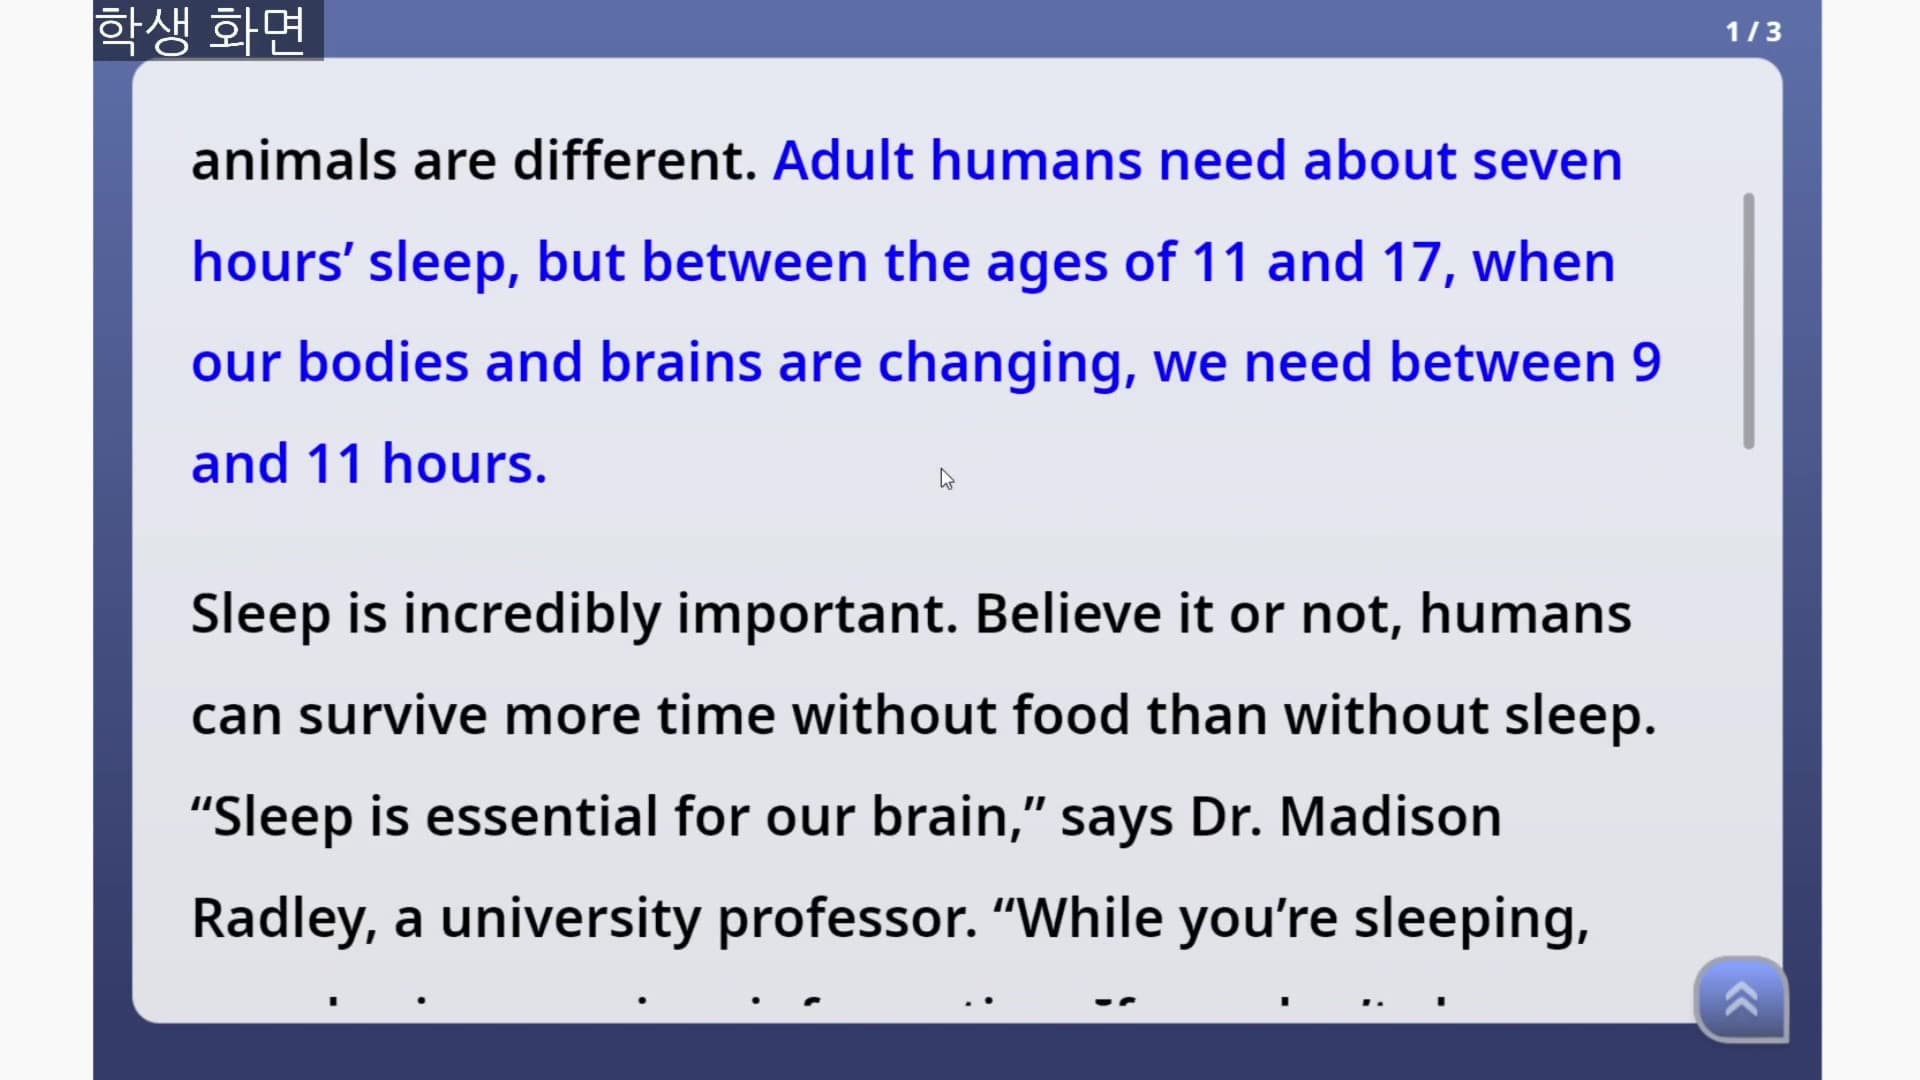 학생 화면
1 / 3
animals are different. Adult humans need about seven
hours’ sleep, but between the ages of 11 and 17, when
our bodies and brains are changing, we need between 9
and 11 hours.
Sleep is incredibly important. Believe it or not, humans
can survive more time without food than without sleep.
“Sleep is essential for our brain,” says Dr. Madison
Radley, a university professor. “While you’re sleeping,